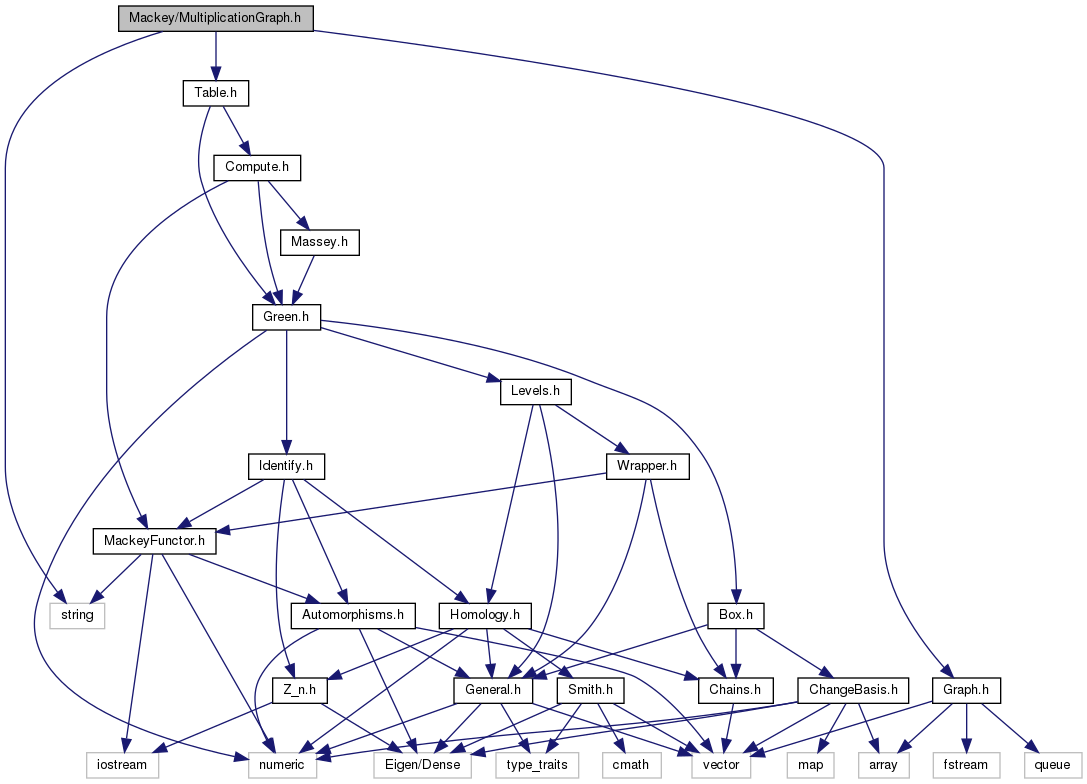 Mackey/MultiplicationGraph.h
Table.h
Compute.h
Massey.h
Green.h
Levels.h
Identify.h
Wrapper.h
MackeyFunctor.h
string
Automorphisms.h
Homology.h
Box.h
Z_n.h
General.h
Smith.h
Chains.h
ChangeBasis.h
Graph.h
iostream
numeric
Eigen/Dense
type_traits
cmath
vector
map
array
fstream
queue